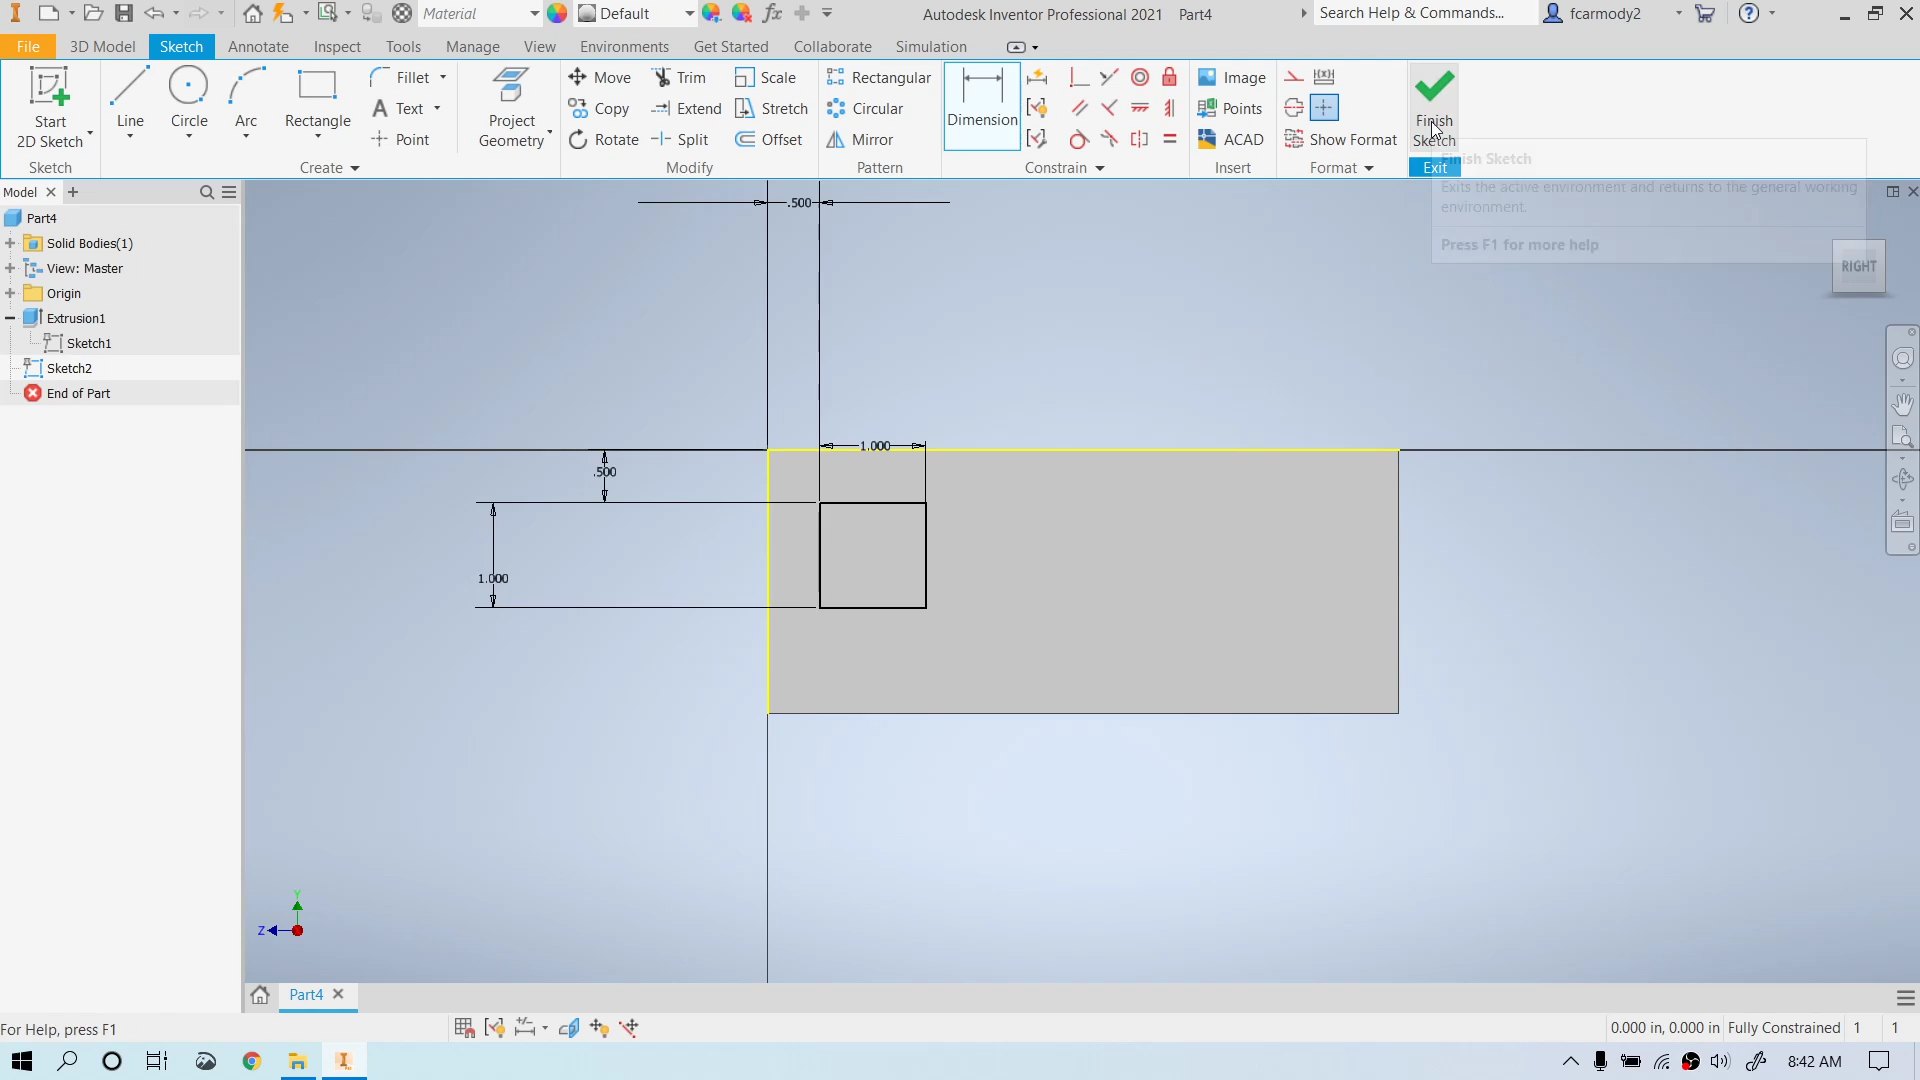 Material
Default
Autodesk Inventor Professional 2021 Part4
Search Help & Commands...
fcarmody2
File 3D Model Sketch Annotate Inspect Tools Manage View Environments Get Started Collaborate Simulation
Start
2D Sketch
Sketch
Line
Circle
Arc
Rectangle
Fillet
Text
Point
Create
Project
Geometry
Move
Copy
Rotate
Trim
Extend
Split
Scale
Stretch
Offset
Modify
Rectangular
Circular
Mirror
Pattern
Dimension
Constrain
Image
Points
ACAD
Insert
Show Format
Format
Finish
Sketch
Exit
Finish Sketch
Exits the active environment and returns to the general working
environment.
Press F1 for more help
Model
Part4
Solid Bodies(1)
View: Master
Origin
Extrusion1
Sketch1
Sketch2
End of Part
RIGHT
.500
1.000
.500
1.000
Y
Z
Part4
For Help, press F1
0.000 in, 0.000 in Fully Constrained 1 1
8:42 AM